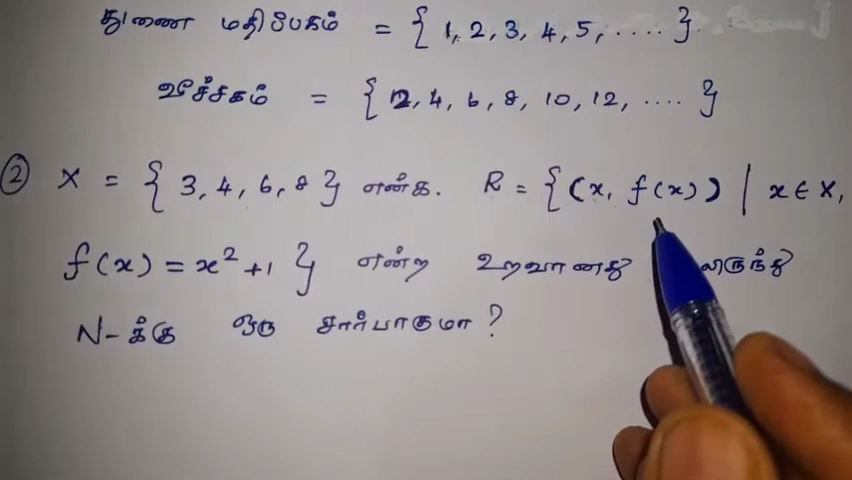 துணை மதிப்பகம் = { 1, 2, 3, 4, 5, .... }
வீச்சகம் = { 2, 4, 6, 8, 10, 12, .... }
② X = { 3, 4, 6, 8 } என்க. R = { (x, f(x)) | x ∈ X,
f(x) = x² + 1 } என்ற உறவானது
N-க்கு ஒரு சார்பாகுமா ?